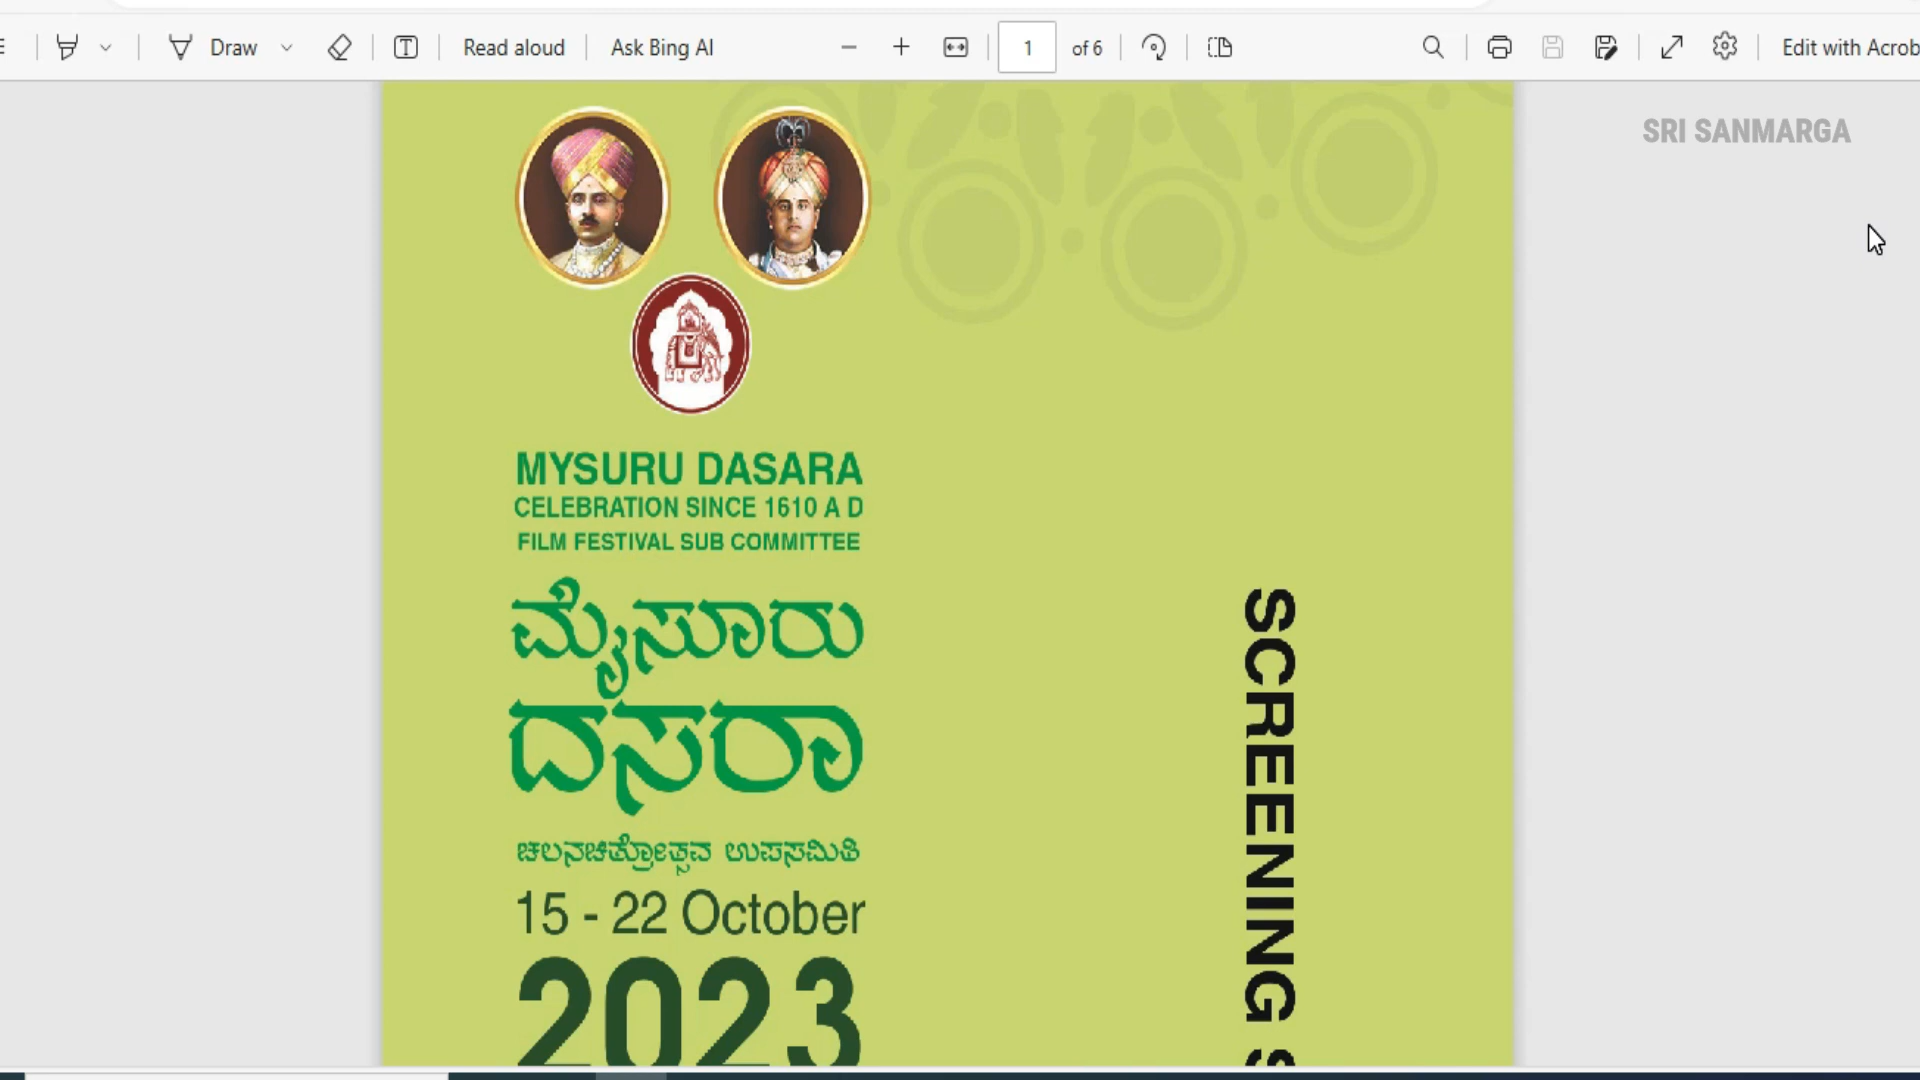 Draw
Read aloud
Ask Bing AI
1
of 6
Edit with Acrob
SRI SANMARGA
MYSURU DASARA
CELEBRATION SINCE 1610 A D
FILM FESTIVAL SUB COMMITTEE
ಮೈಸೂರು
ದಸರಾ
ಚಲನಚಿತ್ರೋತ್ಸವ ಉಪಸಮಿತಿ
15 - 22 October
2023
SCREENING S